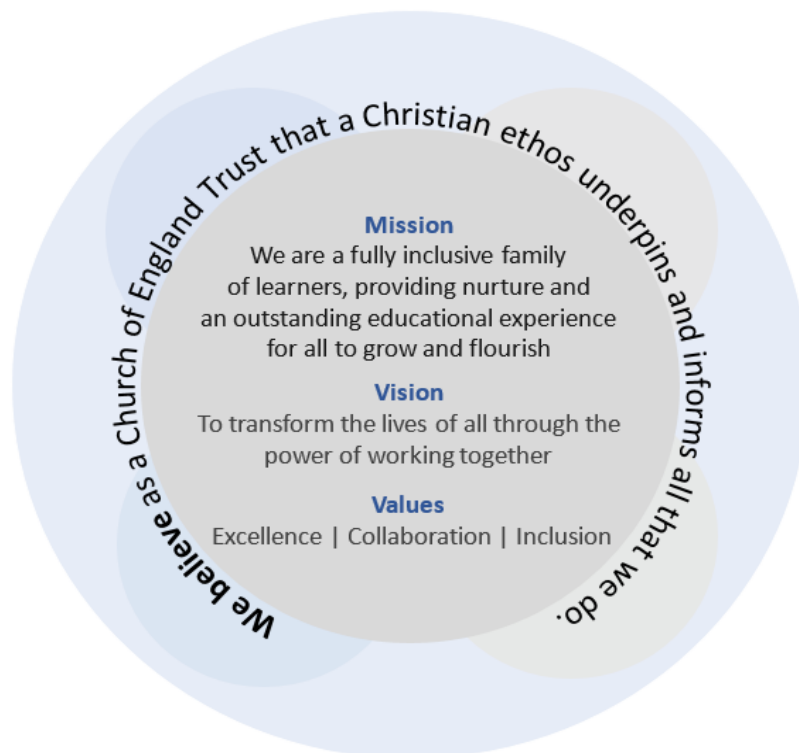 We believe as a Church of England Trust that a Christian ethos underpins and informs all that we do.
Mission
We are a fully inclusive family
of learners, providing nurture and
an outstanding educational experience
for all to grow and flourish
Vision
To transform the lives of all through the
power of working together
Values
Excellence | Collaboration | Inclusion